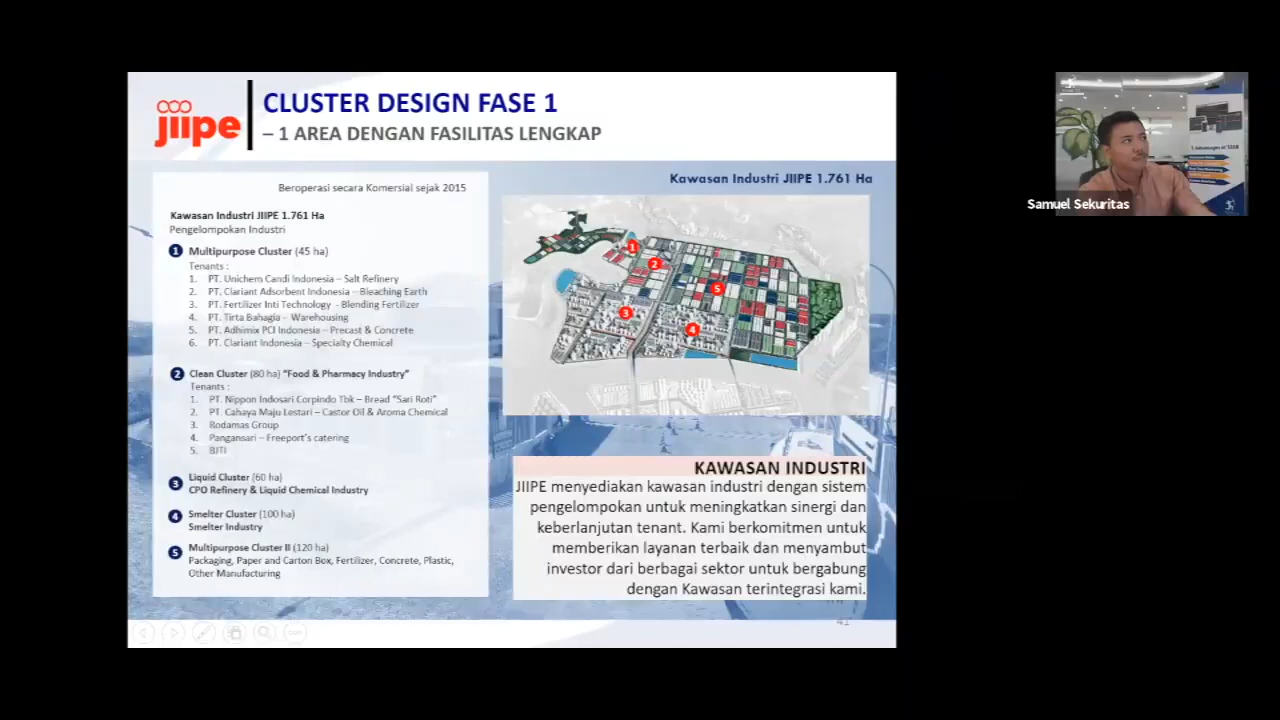 jiipe
CLUSTER DESIGN FASE 1
– 1 AREA DENGAN FASILITAS LENGKAP
Beroperasi secara Komersial sejak 2015
Kawasan Industri JIIPE 1.761 Ha
Pengelompokan Industri
1 Multipurpose Cluster (45 ha)
Tenants :
1. PT. Unichem Candi Indonesia – Salt Refinery
2. PT. Clariant Adsorbent Indonesia – Bleaching Earth
3. PT. Fertilizer Inti Technology - Blending Fertilizer
4. PT. Tirta Bahagia – Warehousing
5. PT. Adhimix PCI Indonesia – Precast & Concrete
6. PT. Clariant Indonesia – Specialty Chemical
2 Clean Cluster (80 ha) “Food & Pharmacy Industry”
Tenants :
1. PT. Nippon Indosari Corpindo Tbk – Bread “Sari Roti”
2. PT. Cahaya Maju Lestari – Castor Oil & Aroma Chemical
3. Rodamas Group
4. Pangansari – Freeport's catering
5. BJTI
3 Liquid Cluster (60 ha)
CPO Refinery & Liquid Chemical Industry
4 Smelter Cluster (100 ha)
Smelter Industry
5 Multipurpose Cluster II (120 ha)
Packaging, Paper and Carton Box, Fertilizer, Concrete, Plastic,
Other Manufacturing
Kawasan Industri JIIPE 1.761 Ha
1
2
5
3
4
KAWASAN INDUSTRI
JIIPE menyediakan kawasan industri dengan sistem
pengelompokan untuk meningkatkan sinergi dan
keberlanjutan tenant. Kami berkomitmen untuk
memberikan layanan terbaik dan menyambut
investor dari berbagai sektor untuk bergabung
dengan Kawasan terintegrasi kami.
41
Samuel Sekuritas